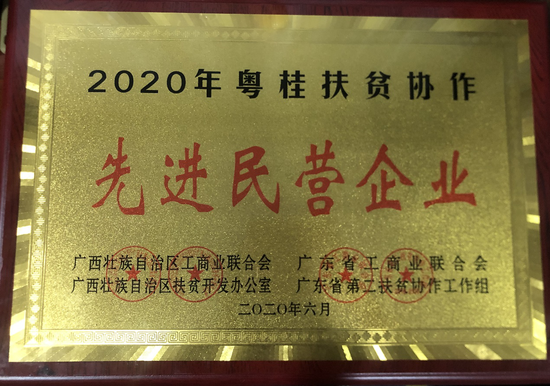 2020年粤桂扶贫协作
先进民营企业
广西壮族自治区工商业联合会 广东省工商业联合会
广西壮族自治区扶贫开发办公室 广东省第二扶贫协作工作组
二〇二〇年六月